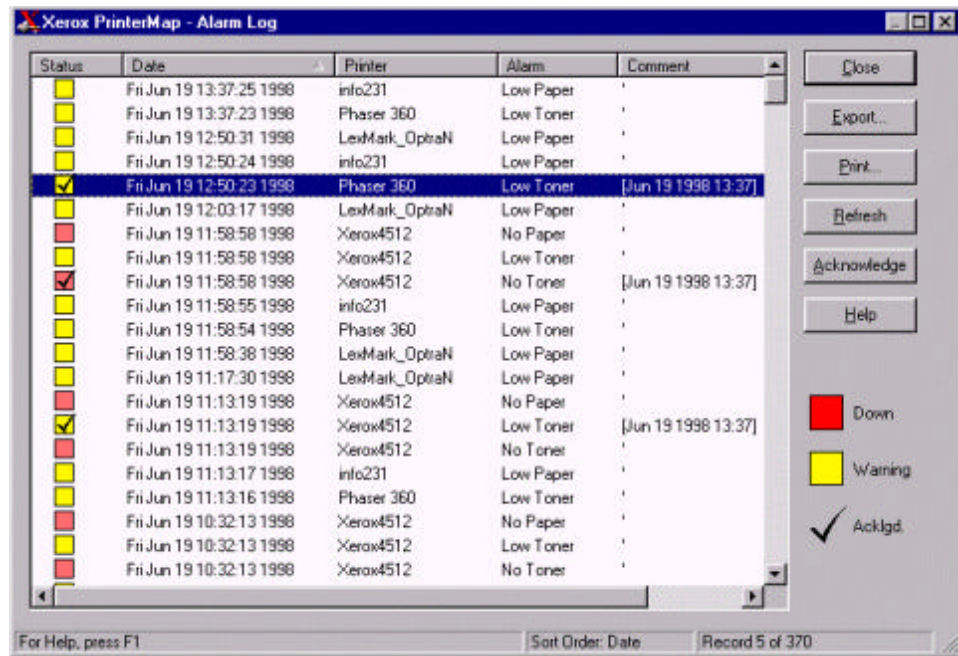 Xerox PrinterMap - Alarm Log
Status Date Printer Alarm Comment
Fri Jun 19 13:37:25 1998 info231 Low Paper '
Fri Jun 19 13:37:23 1998 Phaser 360 Low Toner '
Fri Jun 19 12:50:31 1998 LexMark_OptraN Low Paper '
Fri Jun 19 12:50:24 1998 info231 Low Paper '
Fri Jun 19 12:50:23 1998 Phaser 360 Low Toner [Jun 19 1998 13:37]
Fri Jun 19 12:03:17 1998 LexMark_OptraN Low Paper '
Fri Jun 19 11:58:58 1998 Xerox4512 No Paper '
Fri Jun 19 11:58:58 1998 Xerox4512 Low Toner '
Fri Jun 19 11:58:58 1998 Xerox4512 No Toner [Jun 19 1998 13:37]
Fri Jun 19 11:58:55 1998 info231 Low Paper '
Fri Jun 19 11:58:54 1998 Phaser 360 Low Toner '
Fri Jun 19 11:58:38 1998 LexMark_OptraN Low Paper '
Fri Jun 19 11:17:30 1998 LexMark_OptraN Low Paper '
Fri Jun 19 11:13:19 1998 Xerox4512 No Paper '
Fri Jun 19 11:13:19 1998 Xerox4512 Low Toner [Jun 19 1998 13:37]
Fri Jun 19 11:13:19 1998 Xerox4512 No Toner '
Fri Jun 19 11:13:17 1998 info231 Low Paper '
Fri Jun 19 11:13:16 1998 Phaser 360 Low Toner '
Fri Jun 19 10:32:13 1998 Xerox4512 No Paper '
Fri Jun 19 10:32:13 1998 Xerox4512 Low Toner '
Fri Jun 19 10:32:13 1998 Xerox4512 No Toner '
Close
Export...
Print...
Refresh
Acknowledge
Help
Down
Warning
Acklgd.
For Help, press F1 Sort Order: Date Record 5 of 370